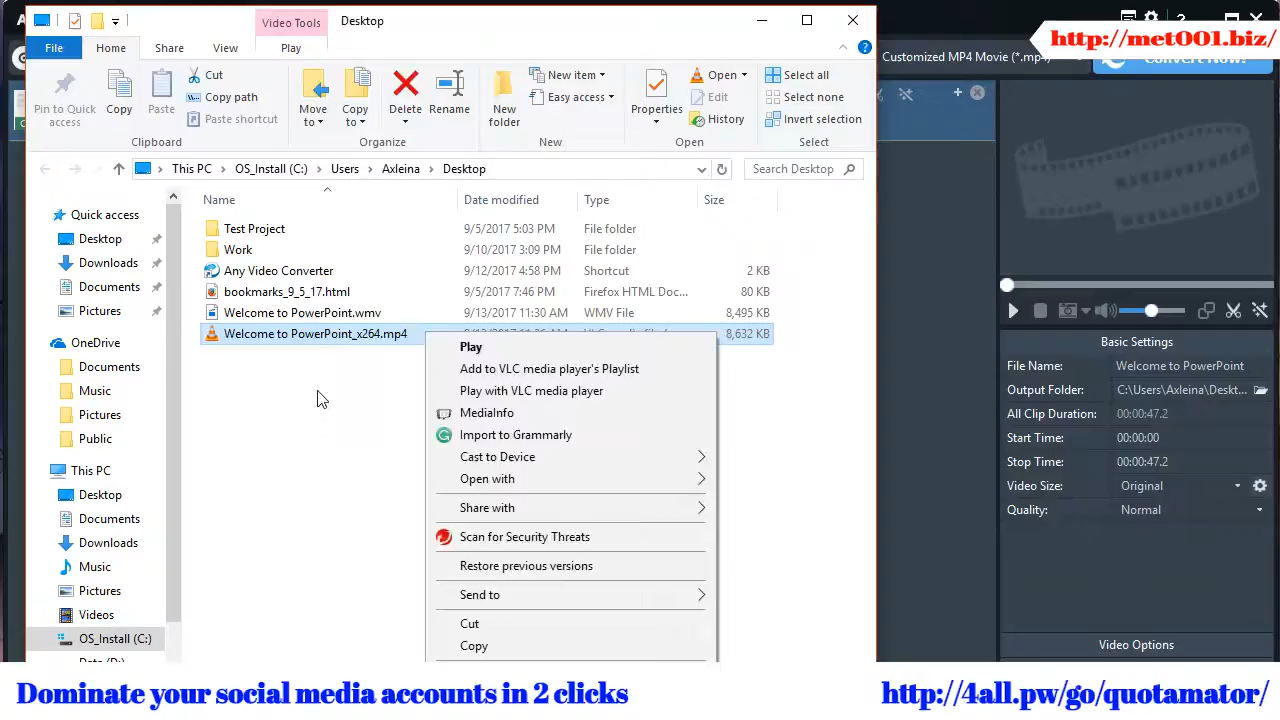 Video Tools
Desktop
http://met001.biz/
File
Home
Share
View
Play
Customized MP4 Movie (*.mp4)
Convert Now!
Pin to Quick access
Copy
Paste
Cut
Copy path
Paste shortcut
Clipboard
Move to
Copy to
Delete
Rename
Organize
New folder
New item
Easy access
New
Properties
Open
Edit
History
Open
Select all
Select none
Invert selection
Select
This PC
OS_Install (C:)
Users
Axleina
Desktop
Search Desktop
Name
Date modified
Type
Size
Test Project 9/5/2017 5:03 PM File folder
Work 9/10/2017 3:09 PM File folder
Any Video Converter 9/12/2017 4:58 PM Shortcut 2 KB
bookmarks_9_5_17.html 9/5/2017 7:46 PM Firefox HTML Doc... 80 KB
Welcome to PowerPoint.wmv 9/13/2017 11:30 AM WMV File 8,495 KB
Welcome to PowerPoint_x264.mp4 8,632 KB
Quick access
Desktop
Downloads
Documents
Pictures
OneDrive
Documents
Music
Pictures
Public
This PC
Desktop
Documents
Downloads
Music
Pictures
Videos
OS_Install (C:)
Play
Add to VLC media player's Playlist
Play with VLC media player
MediaInfo
Import to Grammarly
Cast to Device
Open with
Share with
Scan for Security Threats
Restore previous versions
Send to
Cut
Copy
Basic Settings
File Name: Welcome to PowerPoint
Output Folder: C:\Users\Axleina\Deskt...
All Clip Duration: 00:00:47.2
Start Time: 00:00:00
Stop Time: 00:00:47.2
Video Size: Original
Quality: Normal
Video Options
Dominate your social media accounts in 2 clicks
http://4all.pw/go/quotamator/